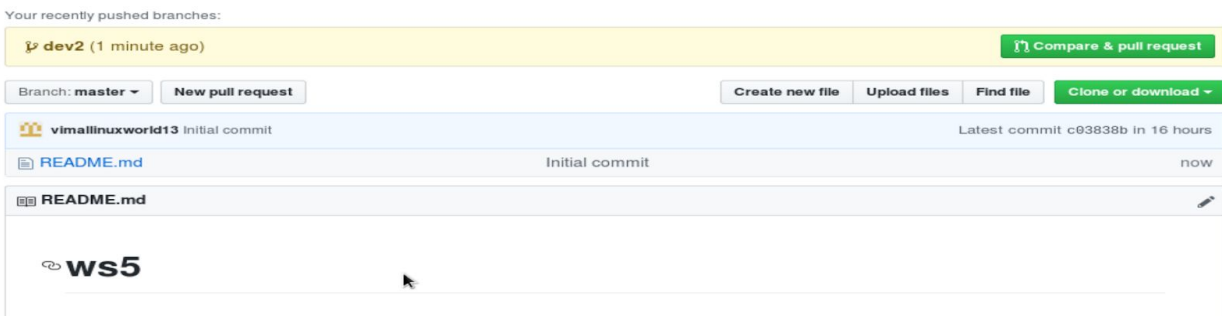 Your recently pushed branches:
dev2 (1 minute ago) Compare & pull request
Branch: master New pull request Create new file Upload files Find file Clone or download
vimallinuxworld13 Initial commit Latest commit c03838b in 16 hours
README.md Initial commit now
README.md
ws5